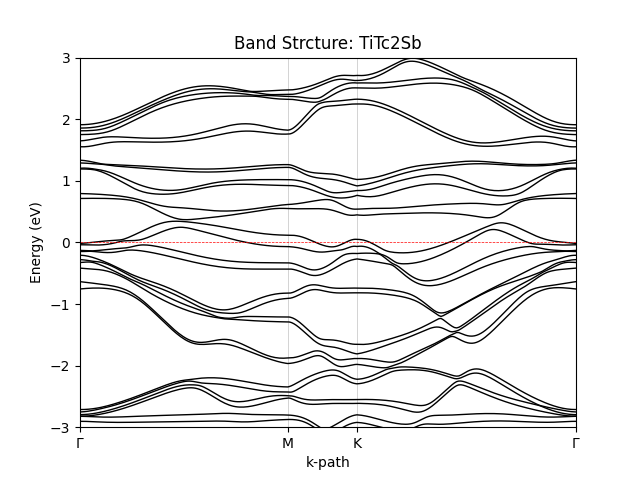 Band Strcture: TiTc2Sb
3
2
1
0
−1
−2
−3
Energy (eV)
Γ M K Γ
k-path